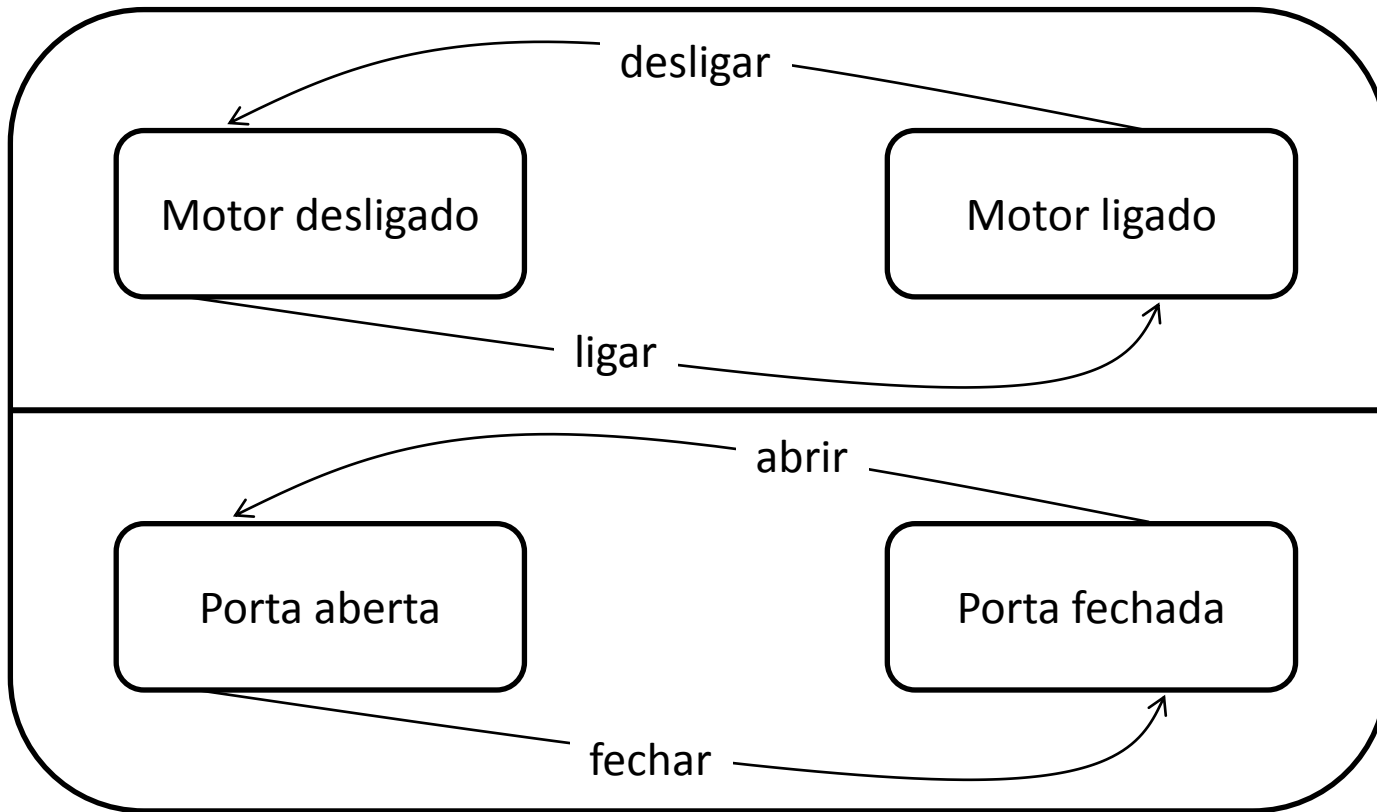 desligar
Motor desligado
Motor ligado
ligar
abrir
Porta aberta
Porta fechada
fechar